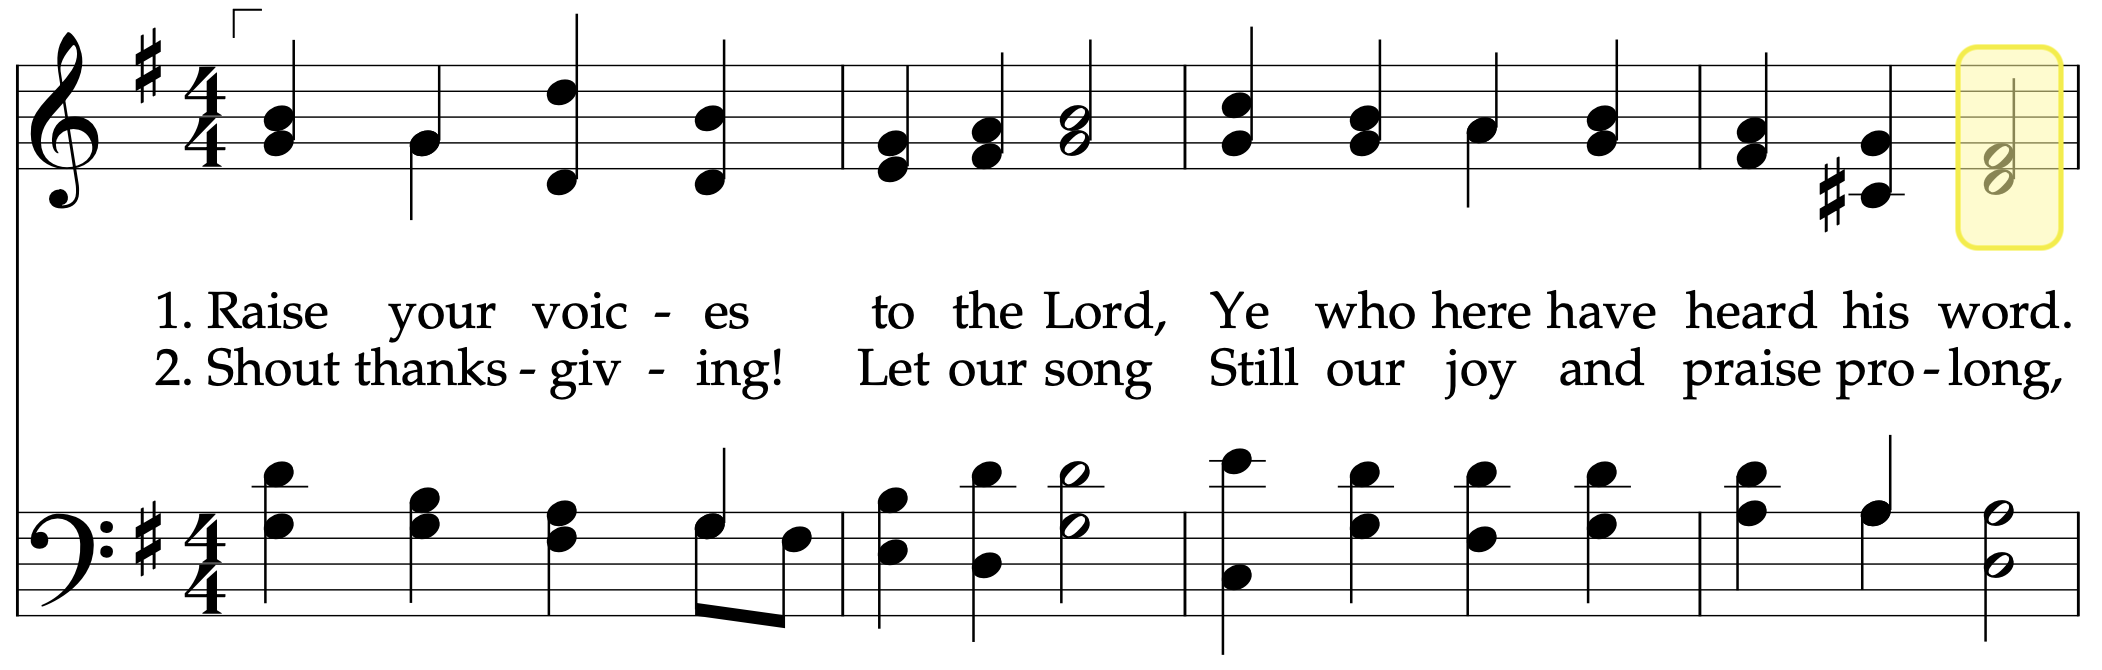 1. Raise your voic - es to the Lord, Ye who here have heard his word.
2. Shout thanks - giv - ing! Let our song Still our joy and praise pro - long,